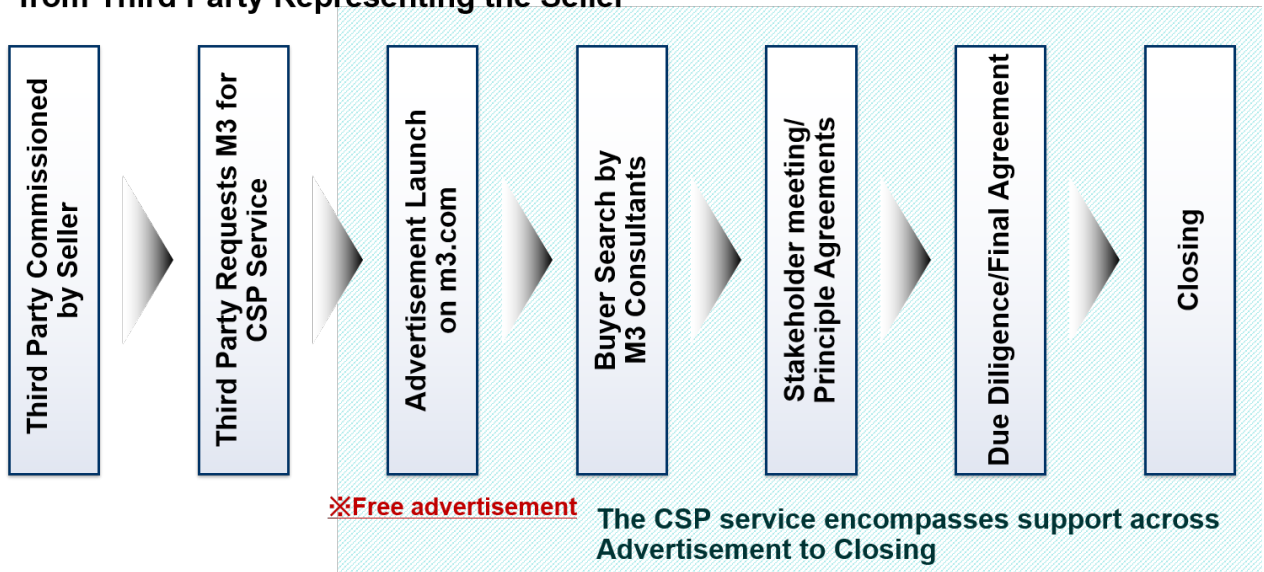 from Third Party Representing the Seller
Third Party Commissioned
by Seller
Third Party Requests M3 for
CSP Service
Advertisement Launch
on m3.com
Buyer Search by
M3 Consultants
Stakeholder meeting/
Principle Agreements
Due Diligence/Final Agreement
Closing
※Free advertisement
The CSP service encompasses support across
Advertisement to Closing